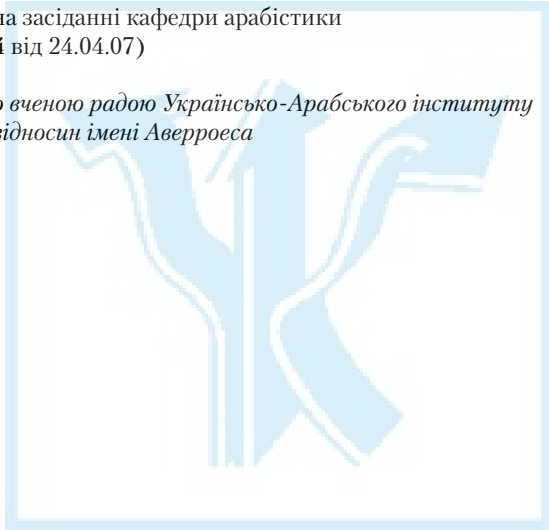 на засіданні кафедри арабістики
від 24.04.07)
вченою радою Українсько-Арабського інституту
відносин імені Аверроеса